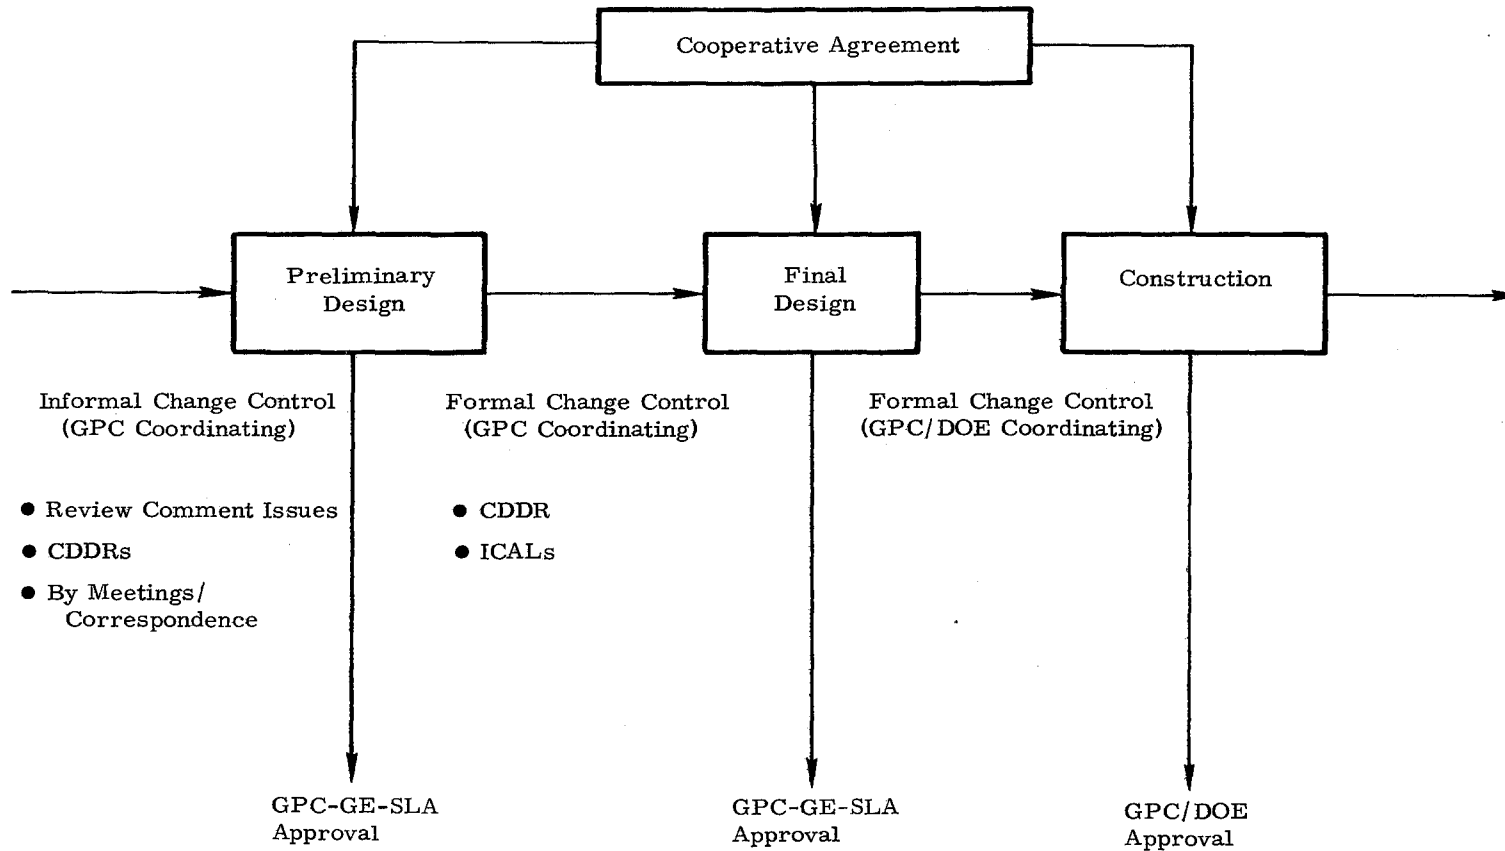 Cooperative Agreement
Preliminary
Design
Final
Design
Construction
Informal Change Control
(GPC Coordinating)
Formal Change Control
(GPC Coordinating)
Formal Change Control
(GPC/DOE Coordinating)
● Review Comment Issues
● CDDRs
● By Meetings/
Correspondence
● CDDR
● ICALs
GPC-GE-SLA
Approval
GPC-GE-SLA
Approval
GPC/DOE
Approval